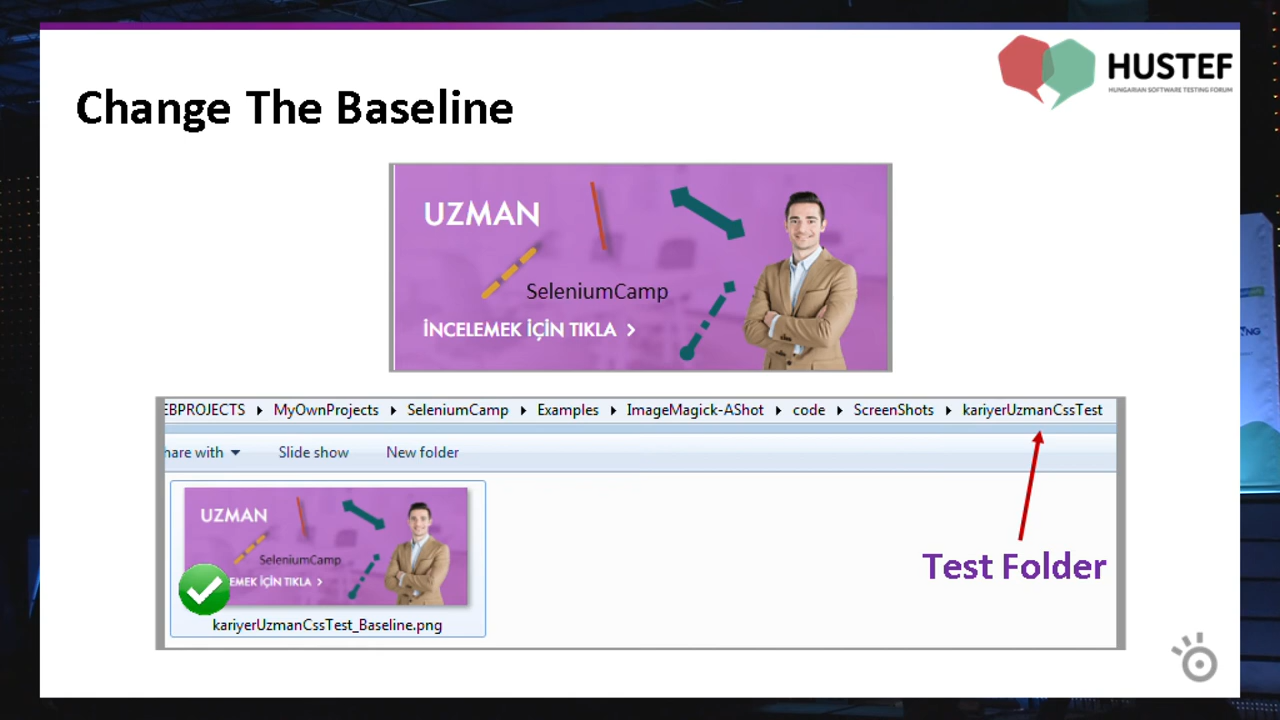 HUSTEF
HUNGARIAN SOFTWARE TESTING FORUM
Change The Baseline
UZMAN
SeleniumCamp
İNCELEMEK İÇİN TIKLA >
EBPROJECTS ▸ MyOwnProjects ▸ SeleniumCamp ▸ Examples ▸ ImageMagick-AShot ▸ code ▸ ScreenShots ▸ kariyerUzmanCssTest
hare with Slide show New folder
UZMAN
SeleniumCamp
EMEK İÇİN TIKLA >
kariyerUzmanCssTest_Baseline.png
Test Folder